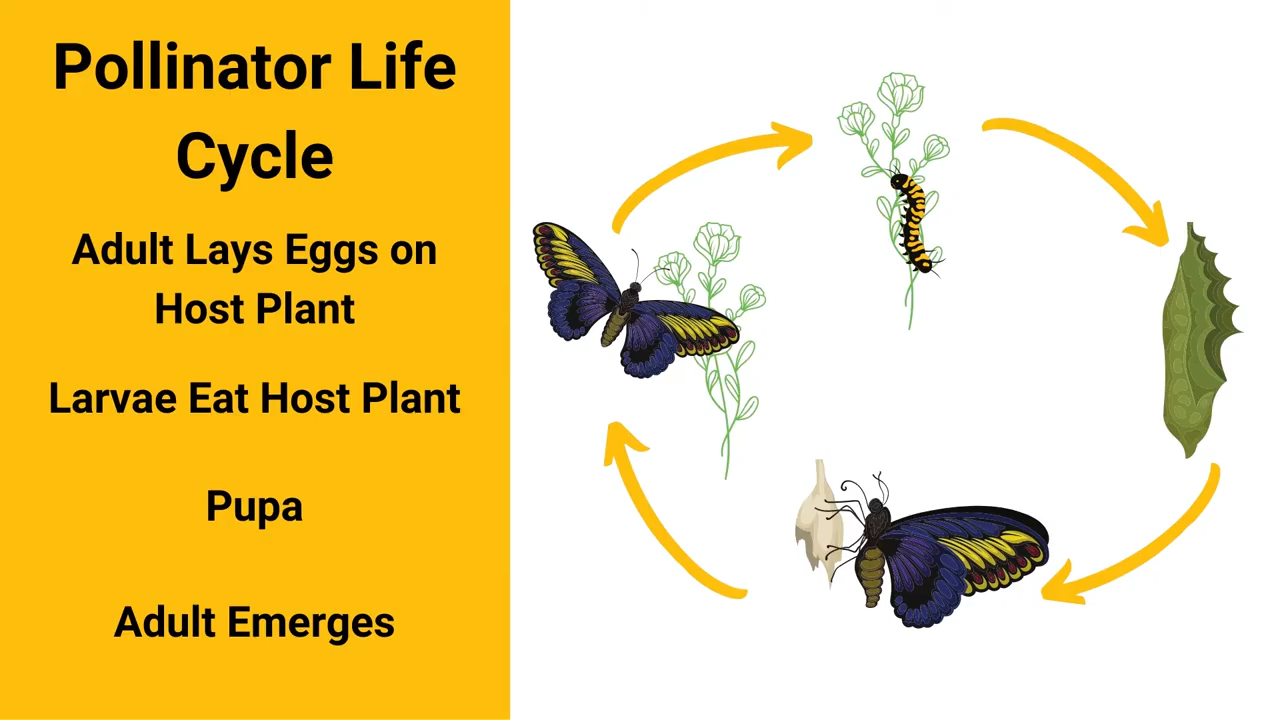 Pollinator Life
Cycle
Adult Lays Eggs on
Host Plant
Larvae Eat Host Plant
Pupa
Adult Emerges